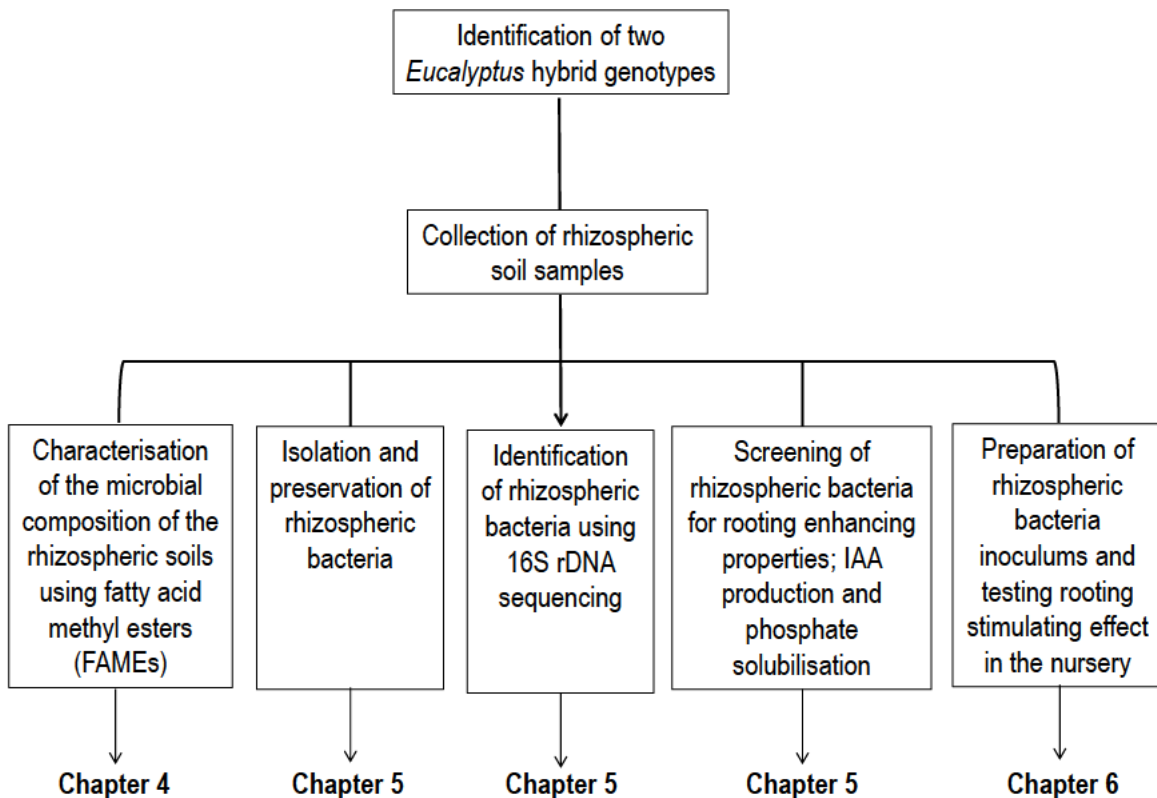 Identification of two
Eucalyptus hybrid genotypes
Collection of rhizospheric
soil samples
Characterisation
of the microbial
composition of the
rhizospheric soils
using fatty acid
methyl esters
(FAMEs)
Isolation and
preservation of
rhizospheric
bacteria
Identification
of rhizospheric
bacteria using
16S rDNA
sequencing
Screening of
rhizospheric bacteria
for rooting enhancing
properties; IAA
production and
phosphate
solubilisation
Preparation of
rhizospheric
bacteria
inoculums and
testing rooting
stimulating effect
in the nursery
Chapter 4
Chapter 5
Chapter 5
Chapter 5
Chapter 6